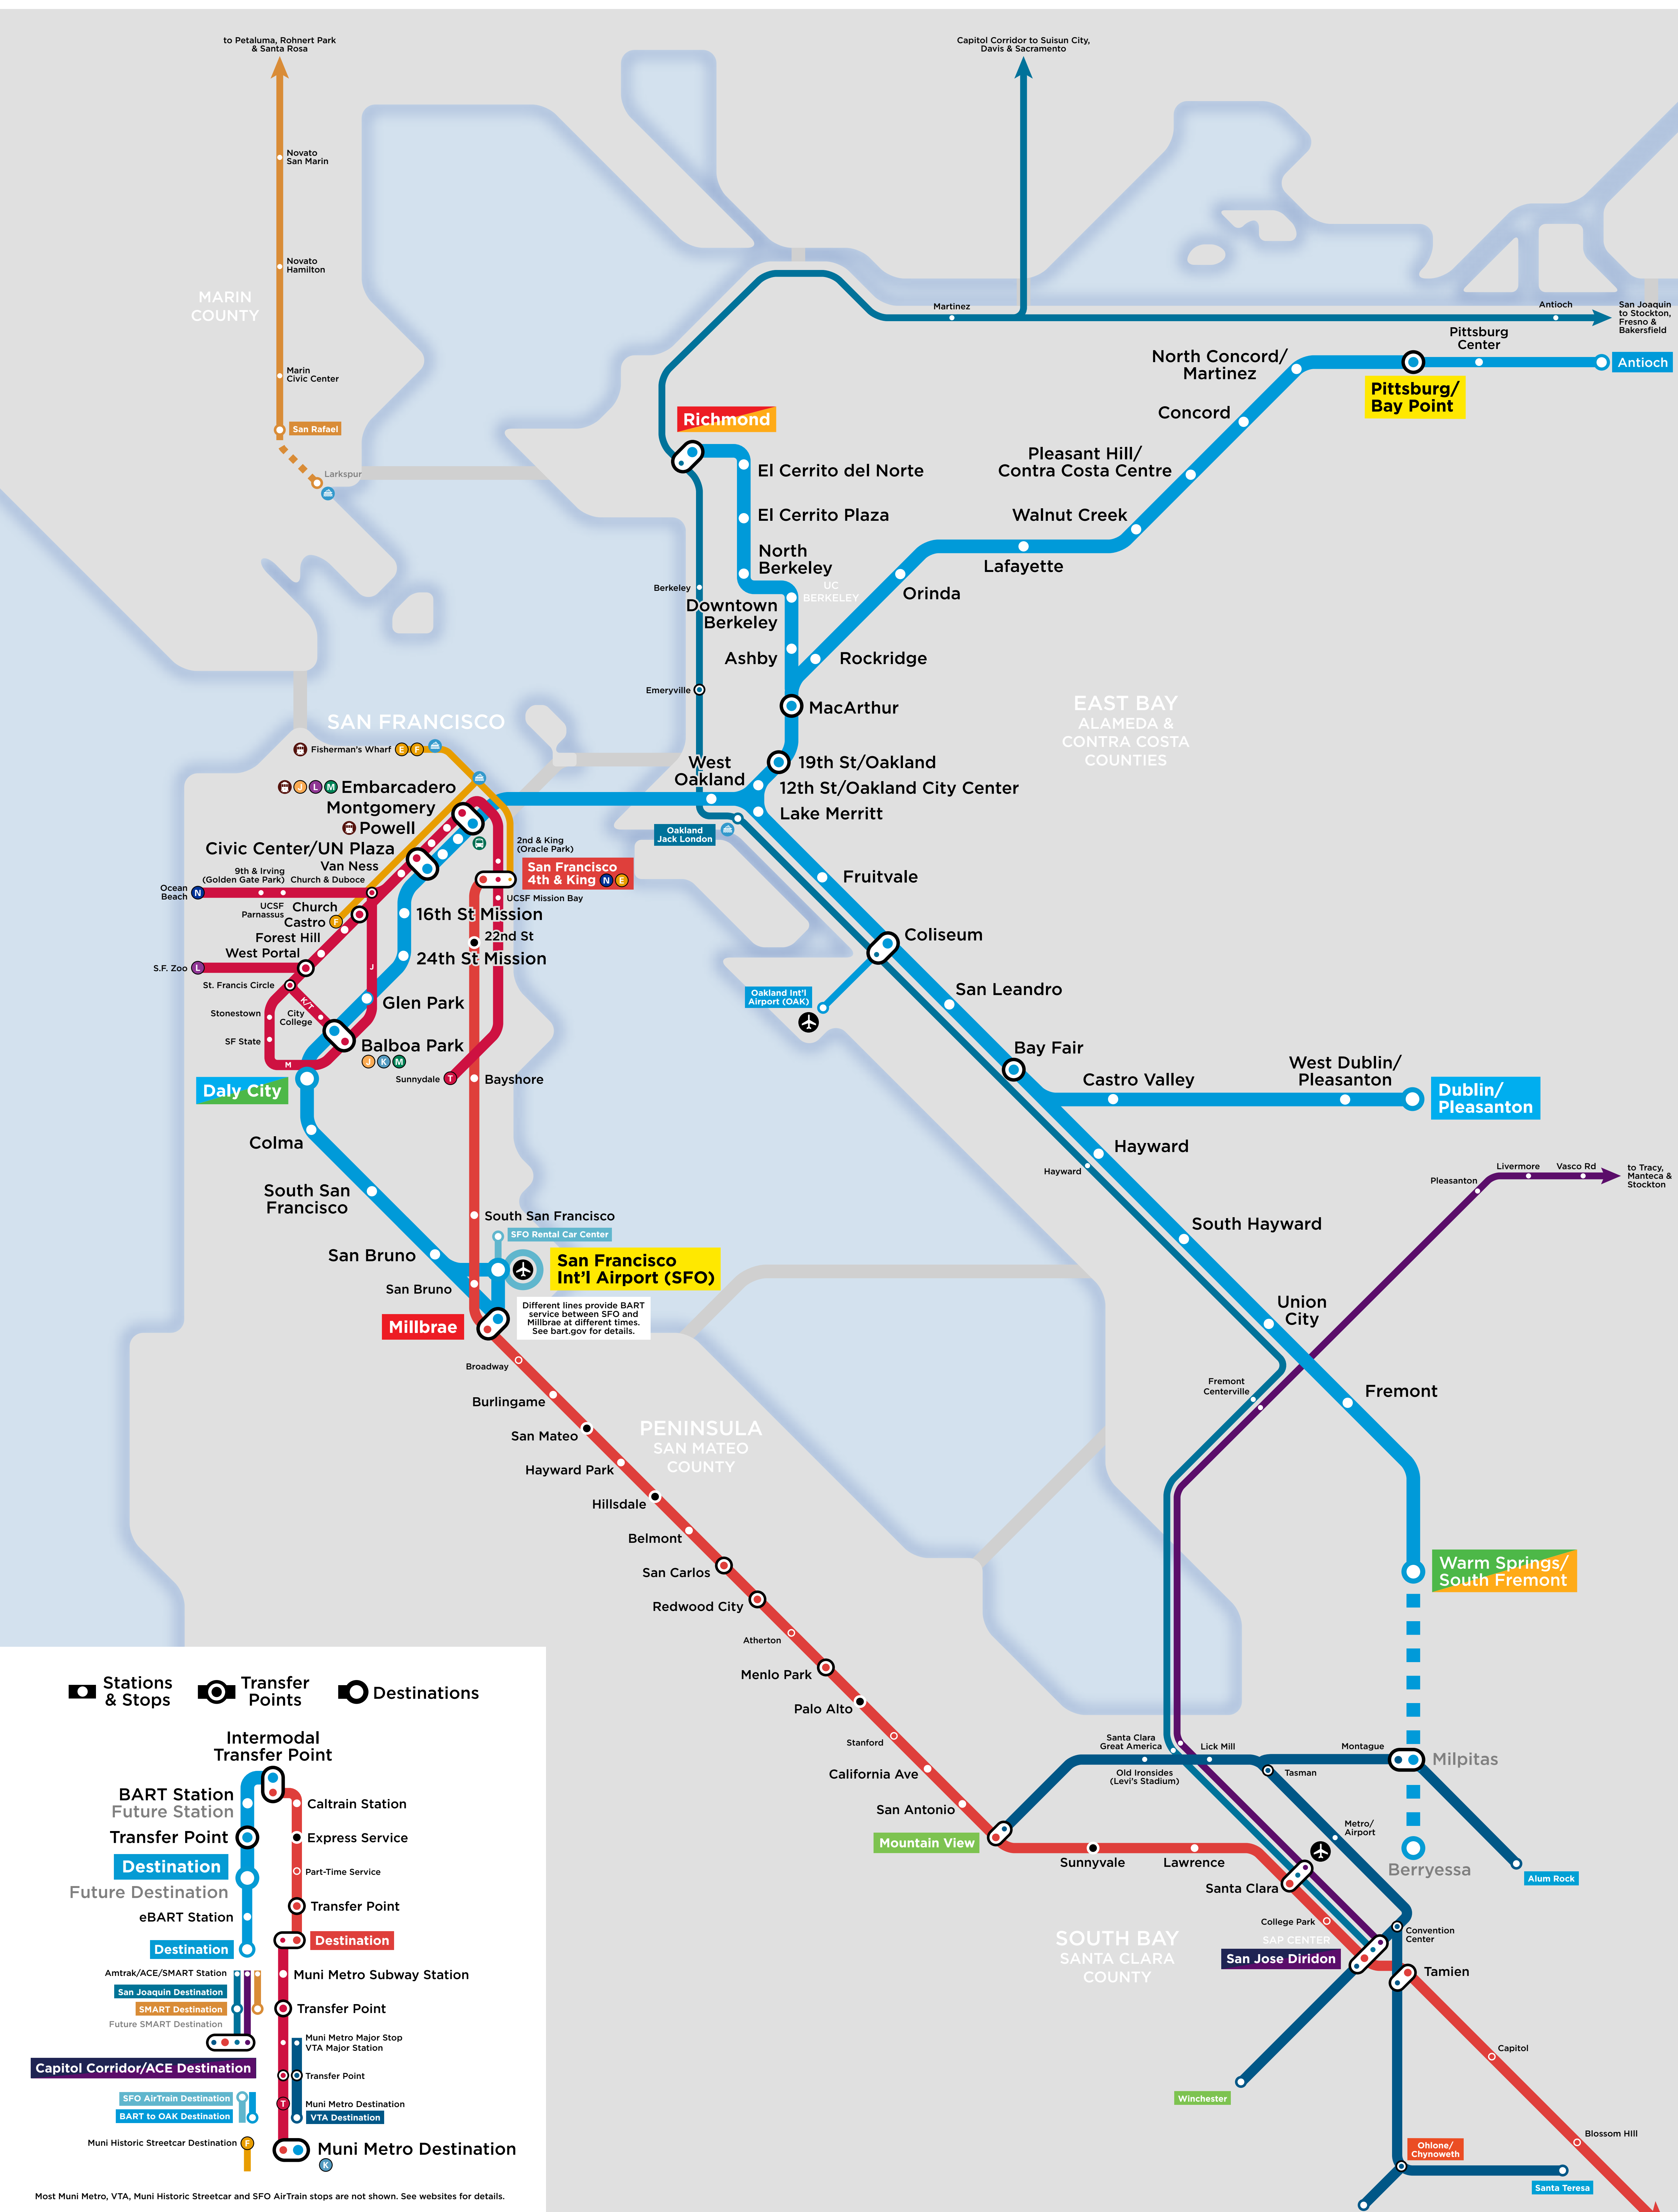 to Petaluma, Rohnert Park
& Santa Rosa
Capitol Corridor to Suisun City,
Davis & Sacramento
Novato
San Marin
Novato
Hamilton
MARIN
COUNTY
Marin
Civic Center
San Rafael
Larkspur
Martinez
Antioch
San Joaquin
to Stockton,
Fresno &
Bakersfield
Pittsburg
Center
Antioch
North Concord/
Martinez
Pittsburg/
Bay Point
Concord
Richmond
Pleasant Hill/
Contra Costa Centre
El Cerrito del Norte
El Cerrito Plaza
Walnut Creek
North
Berkeley
Lafayette
Berkeley
UC
BERKELEY
Orinda
Downtown
Berkeley
Ashby
Rockridge
Emeryville
MacArthur
EAST BAY
ALAMEDA &
CONTRA COSTA
COUNTIES
SAN FRANCISCO
Fisherman's Wharf E F
West
Oakland
19th St/Oakland
J L M Embarcadero
12th St/Oakland City Center
Montgomery
Lake Merritt
Powell
Oakland
Jack London
Civic Center/UN Plaza
2nd & King
(Oracle Park)
Van Ness
San Francisco
4th & King N E
9th & Irving
(Golden Gate Park)
Church & Duboce
Ocean
Beach
N
UCSF
Parnassus
UCSF Mission Bay
Fruitvale
Church
Castro F
16th St Mission
Forest Hill
22nd St
Coliseum
West Portal
24th St Mission
S.F. Zoo L
J
St. Francis Circle
K/T
Glen Park
Oakland Int'l
Airport (OAK)
San Leandro
Stonestown
City
College
SF State
Balboa Park
J K M
Bay Fair
M
Sunnydale T
Bayshore
Daly City
Castro Valley
West Dublin/
Pleasanton
Dublin/
Pleasanton
Colma
Hayward
Hayward
Livermore
Vasco Rd
to Tracy,
Manteca &
Stockton
Pleasanton
South San
Francisco
South San Francisco
South Hayward
SFO Rental Car Center
San Bruno
San Francisco
Int'l Airport (SFO)
San Bruno
Different lines provide BART
service between SFO and
Millbrae at different times.
See bart.gov for details.
Millbrae
Union
City
Broadway
Fremont
Centerville
Fremont
Burlingame
San Mateo
PENINSULA
SAN MATEO
COUNTY
Hayward Park
Hillsdale
Belmont
San Carlos
Warm Springs/
South Fremont
Redwood City
Atherton
Menlo Park
Palo Alto
Stanford
Santa Clara
Great America
Lick Mill
Montague
Milpitas
Old Ironsides
(Levi's Stadium)
Tasman
California Ave
San Antonio
Metro/
Airport
Mountain View
Sunnyvale
Lawrence
Berryessa
Alum Rock
Santa Clara
College Park
SOUTH BAY
SANTA CLARA
COUNTY
SAP CENTER
San Jose Diridon
Convention
Center
Tamien
Capitol
Winchester
Blossom HIll
Ohlone/
Chynoweth
Santa Teresa
Stations
& Stops
Transfer
Points
Destinations
Intermodal
Transfer Point
BART Station
Future Station
Caltrain Station
Transfer Point
Express Service
Destination
Part-Time Service
Future Destination
Transfer Point
eBART Station
Destination
Destination
Amtrak/ACE/SMART Station
Muni Metro Subway Station
San Joaquin Destination
SMART Destination
Transfer Point
Future SMART Destination
Muni Metro Major Stop
VTA Major Station
Capitol Corridor/ACE Destination
Transfer Point
SFO AirTrain Destination
T Muni Metro Destination
BART to OAK Destination
VTA Destination
Muni Historic Streetcar Destination F
Muni Metro Destination
K
Most Muni Metro, VTA, Muni Historic Streetcar and SFO AirTrain stops are not shown. See websites for details.